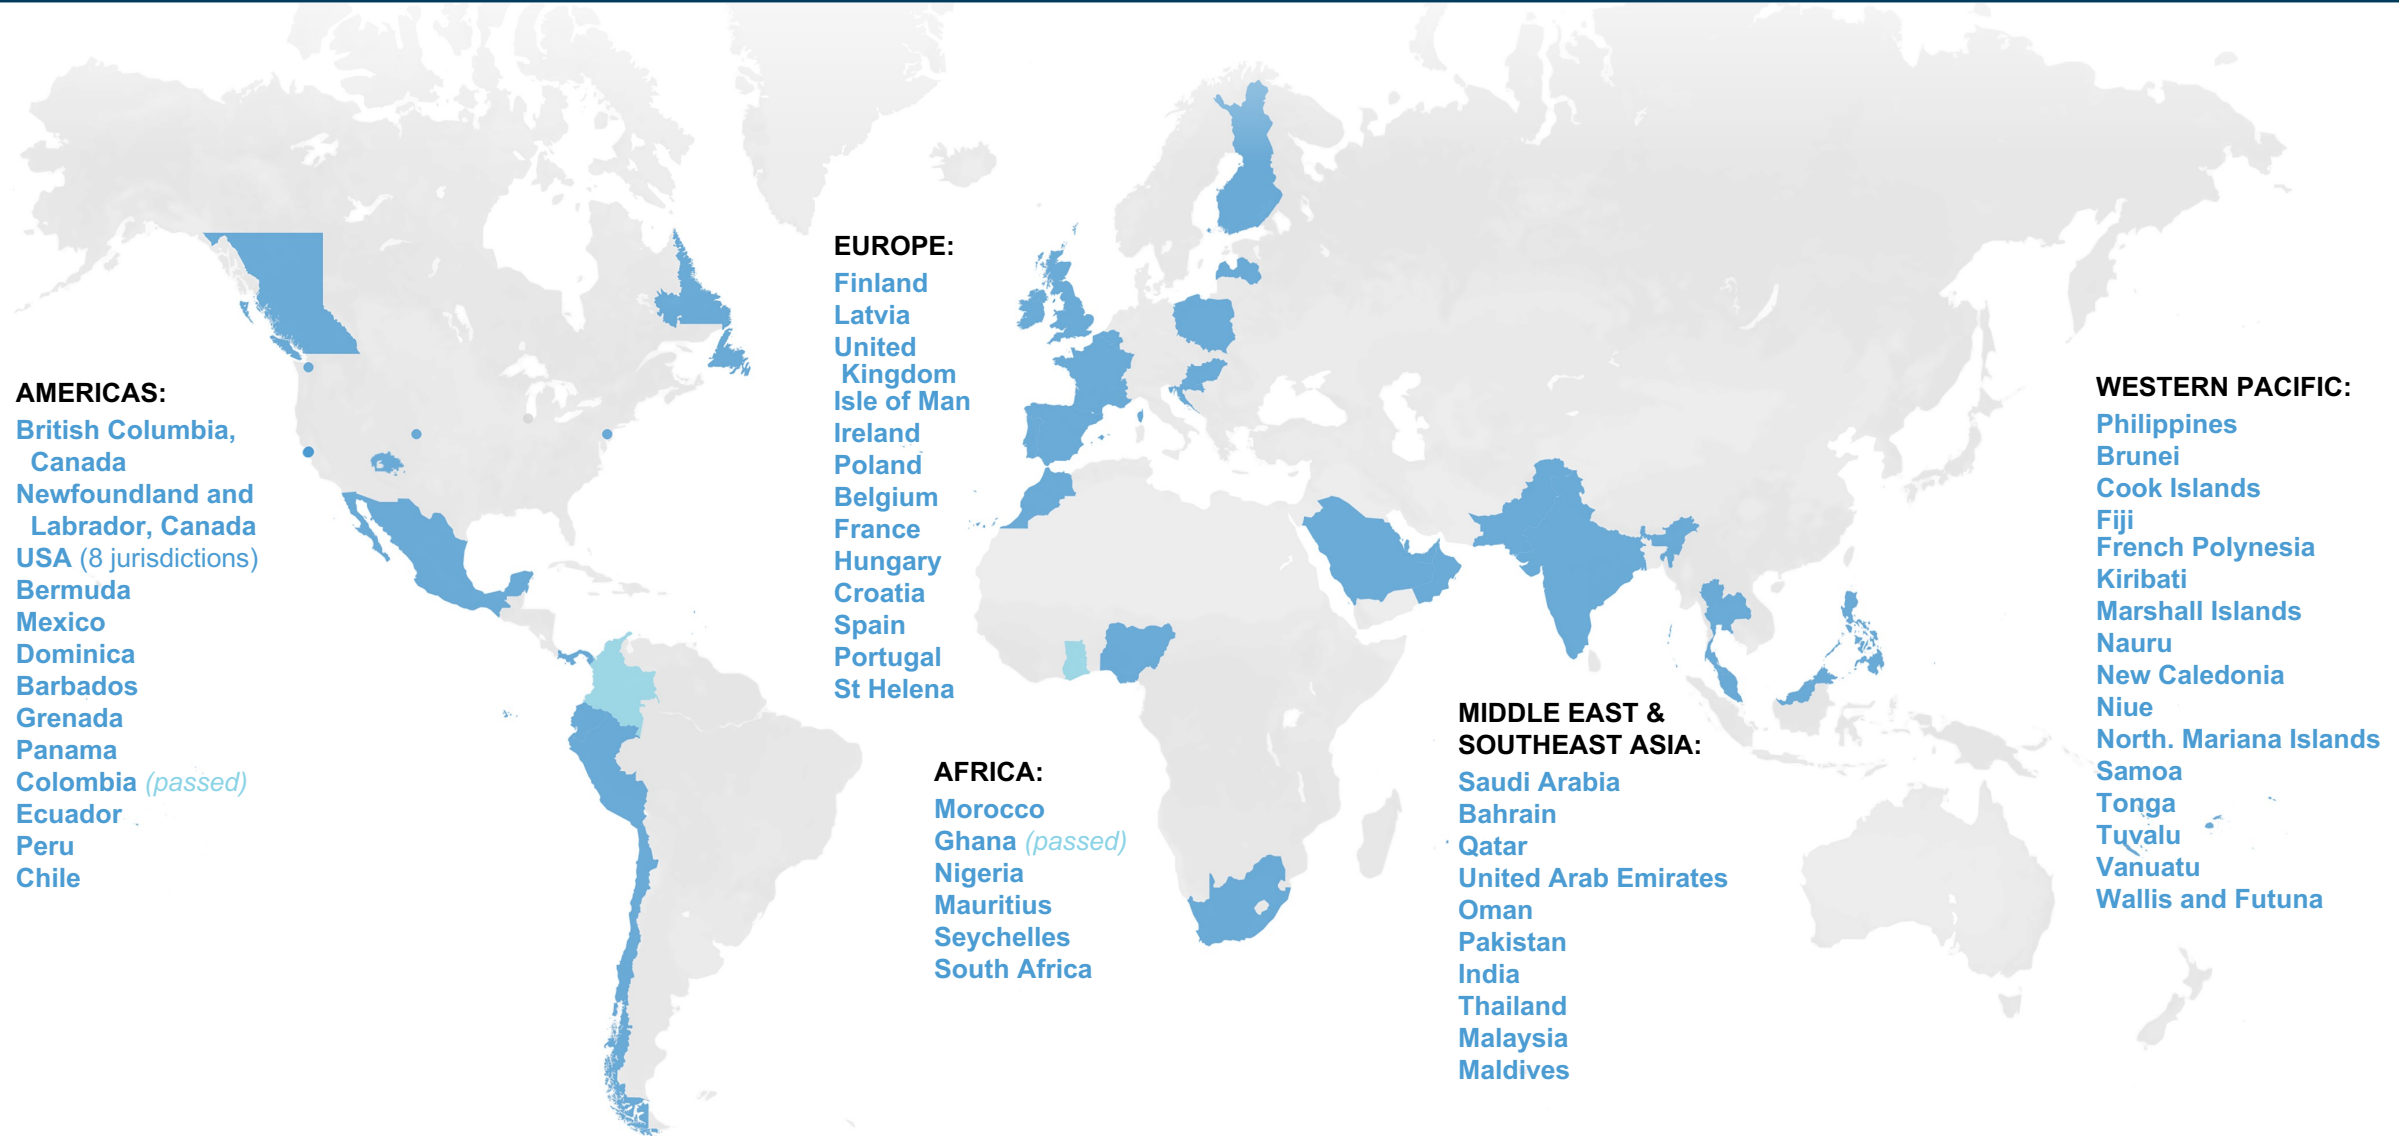 AMERICAS:
British Columbia,
Canada
Newfoundland and
Labrador, Canada
USA (8 jurisdictions)
Bermuda
Mexico
Dominica
Barbados
Grenada
Panama
Colombia (passed)
Ecuador
Peru
Chile
EUROPE:
Finland
Latvia
United
Kingdom
Isle of Man
Ireland
Poland
Belgium
France
Hungary
Croatia
Spain
Portugal
St Helena
AFRICA:
Morocco
Ghana (passed)
Nigeria
Mauritius
Seychelles
South Africa
MIDDLE EAST &
SOUTHEAST ASIA:
Saudi Arabia
Bahrain
Qatar
United Arab Emirates
Oman
Pakistan
India
Thailand
Malaysia
Maldives
WESTERN PACIFIC:
Philippines
Brunei
Cook Islands
Fiji
French Polynesia
Kiribati
Marshall Islands
Nauru
New Caledonia
Niue
North. Mariana Islands
Samoa
Tonga
Tuvalu
Vanuatu
Wallis and Futuna